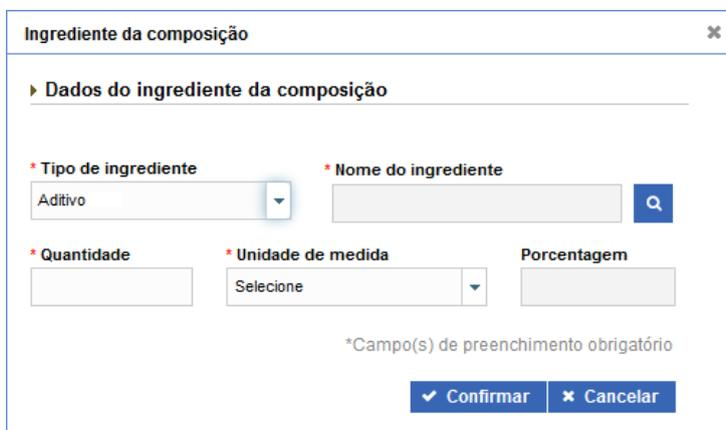 Ingrediente da composição
Dados do ingrediente da composição
* Tipo de ingrediente * Nome do ingrediente
Aditivo
* Quantidade * Unidade de medida Porcentagem
Selecione
*Campo(s) de preenchimento obrigatório
Confirmar Cancelar